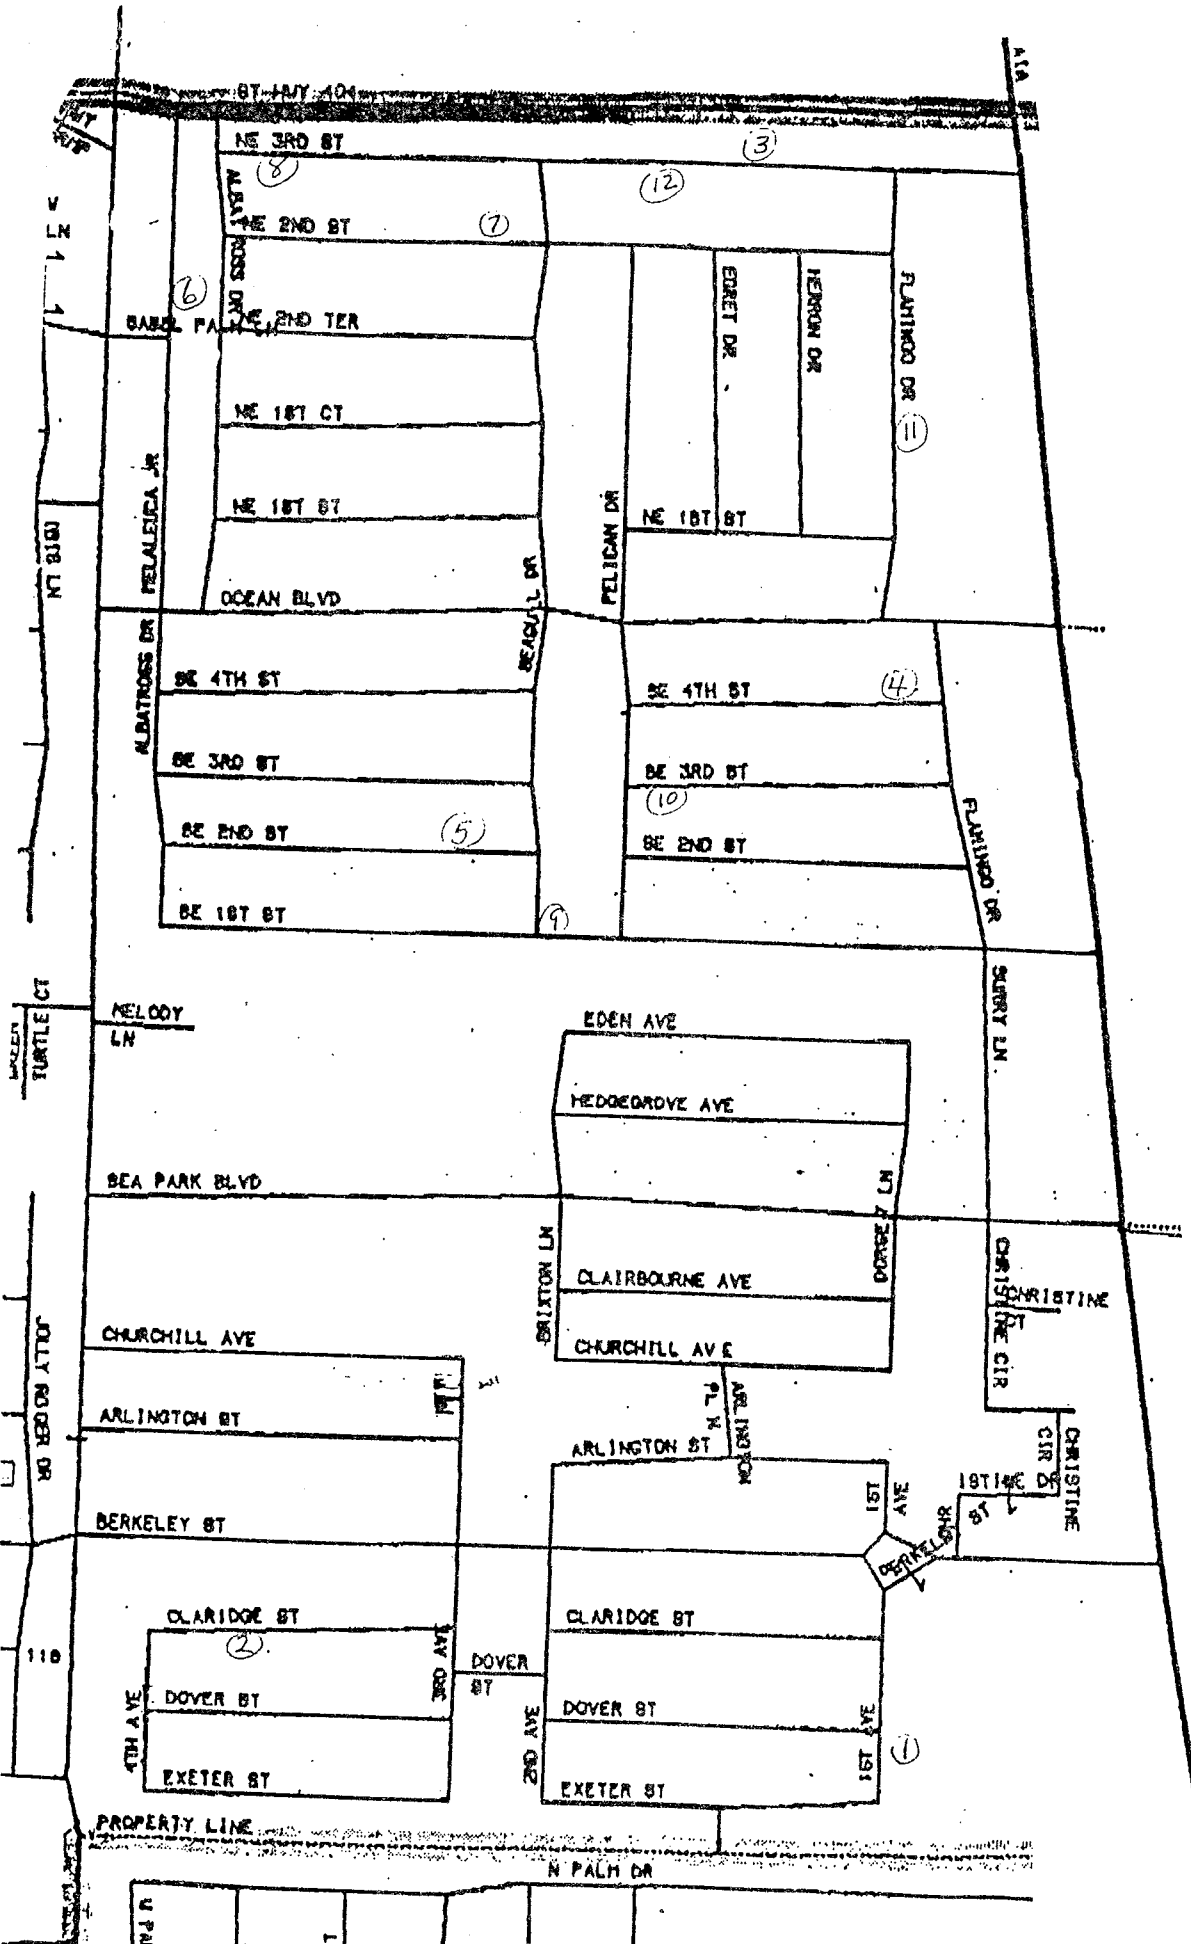 A1A
ST HWY 404
NE 3RD ST
3
8
12
ALBATROSS DR
NE 2ND ST
7
LN
6
NE 2ND TER
EGRET DR
HERRON DR
FLAMINGO DR
NE 1ST CT
11
MELALEUCA DR
NE 1ST ST
PELICAN DR
NE 1ST ST
OCEAN BLVD
SEAGULL DR
ALBATROSS DR
SE 4TH ST
SE 4TH ST
4
SE 3RD ST
SE 3RD ST
10
SE 2ND ST
5
SE 2ND ST
FLAMINGO DR
SE 1ST ST
9
GREEN
TURTLE CT
MELODY
LN
SURRY LN
EDEN AVE
HEDGEGROVE AVE
SEA PARK BLVD
DORSET LN
BRIXTON LN
CLAIRBOURNE AVE
CHRISTINE CIR
CHRISTINE
CT
CHURCHILL AVE
CHURCHILL AVE
JOLLY ROGER DR
ARLINGTON
PL N
ARLINGTON ST
ARLINGTON ST
CHRISTINE
CIR
1ST
AVE
BERKELEY ST
CLARIDGE ST
CLARIDGE ST
2
118
3RD AVE
DOVER
ST
DOVER ST
DOVER ST
4TH AVE
2ND AVE
1ST AVE
1
EXETER ST
EXETER ST
PROPERTY LINE
N PALM DR